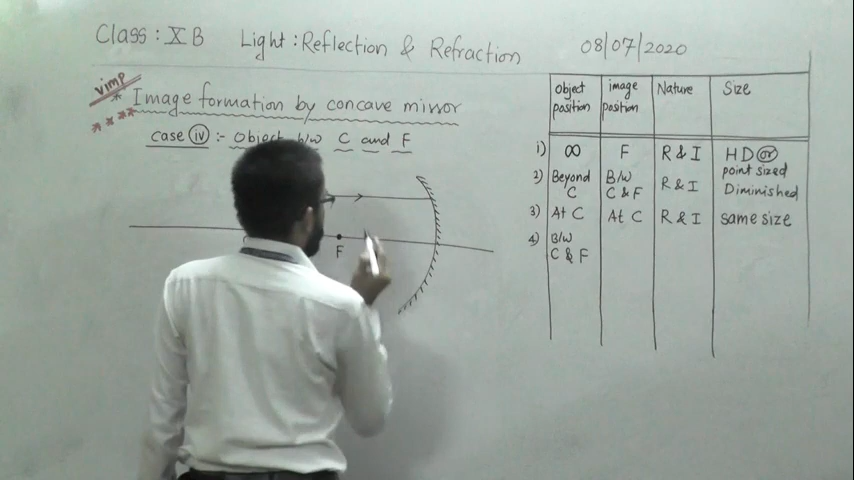 Class : X B Light : Reflection & Refraction 08/07/2020
VIMP
Image formation by concave mirror
case (iv) :- Object b/w C and F
F
object position image position Nature Size
1) ∞ F R & I HD (or) point sized
2) Beyond C B/w C & F R & I Diminished
3) At C At C R & I same size
4) B/w C & F